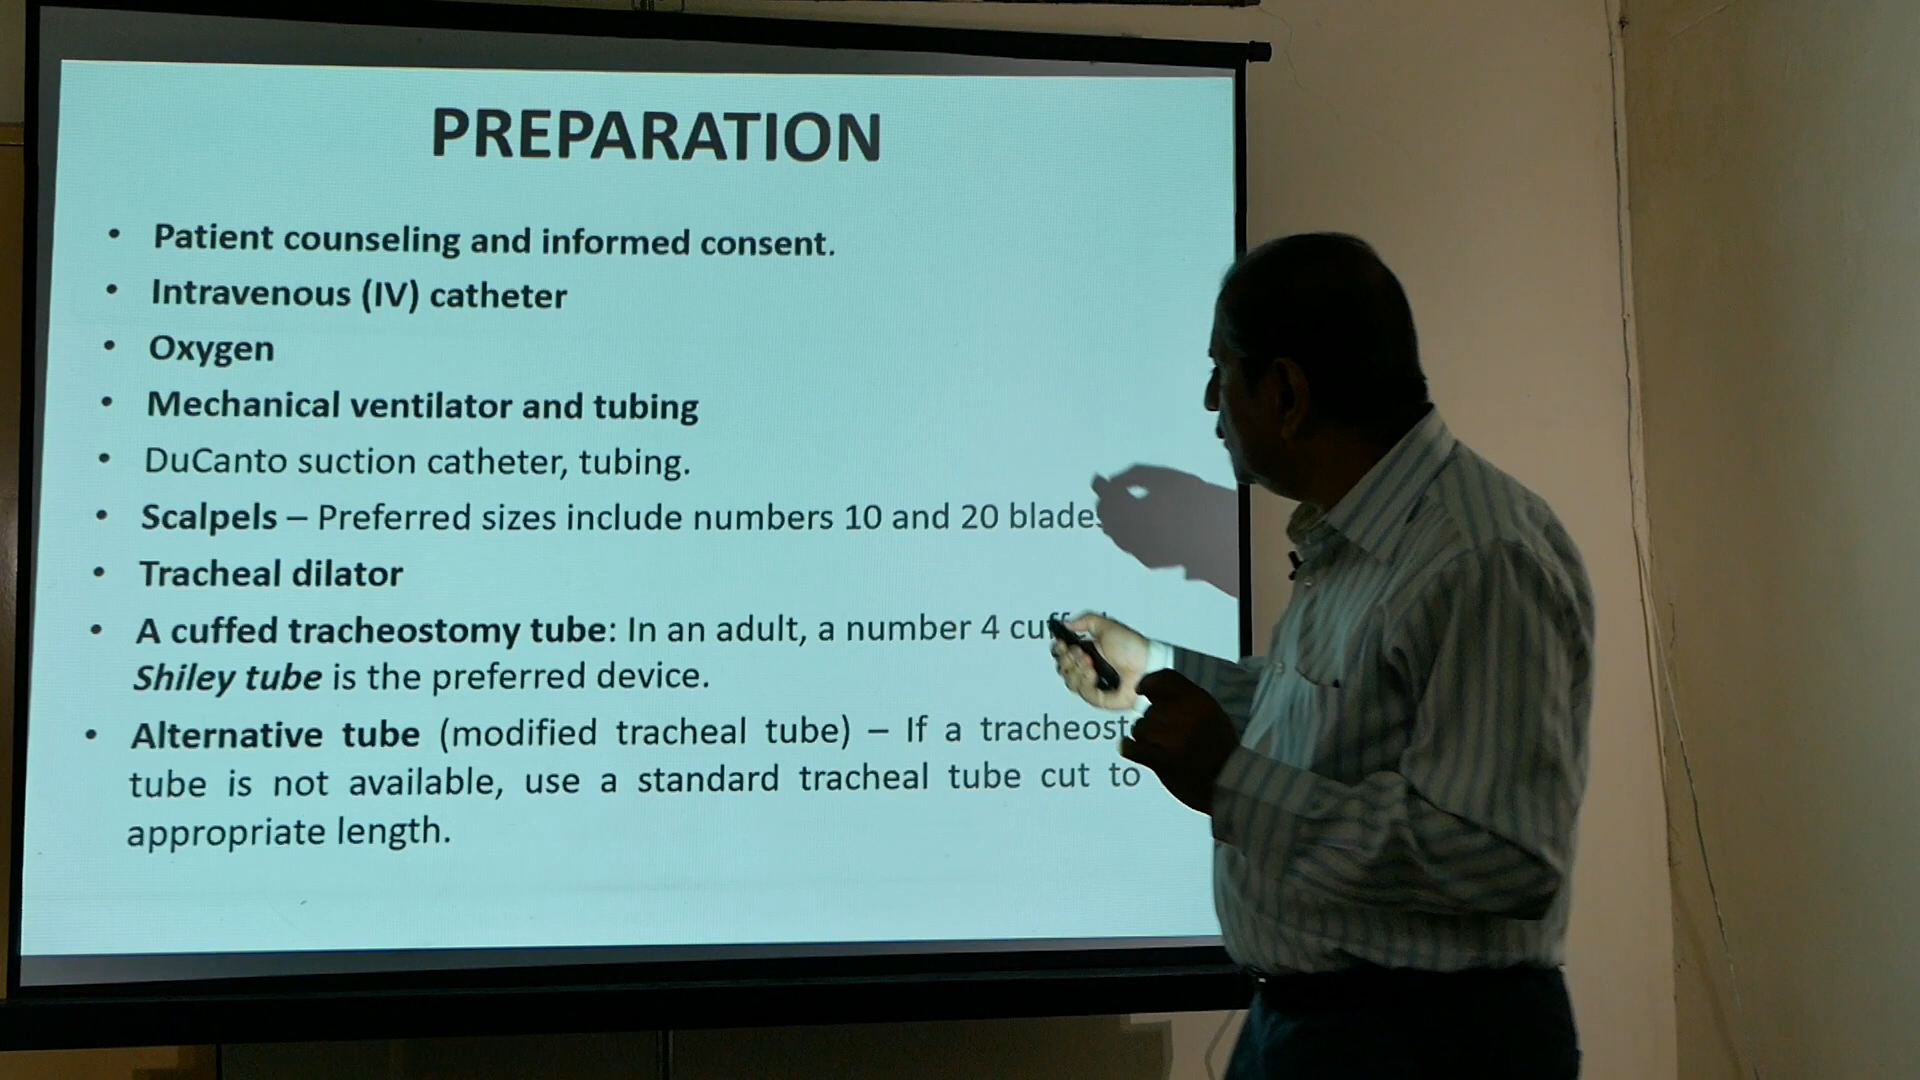 PREPARATION
• Patient counseling and informed consent.
• Intravenous (IV) catheter
• Oxygen
• Mechanical ventilator and tubing
• DuCanto suction catheter, tubing.
• Scalpels – Preferred sizes include numbers 10 and 20 blades
• Tracheal dilator
• A cuffed tracheostomy tube: In an adult, a number 4
Shiley tube is the preferred device.
• Alternative tube (modified tracheal tube) – If a
tube is not available, use a standard tracheal tube cut to
appropriate length.